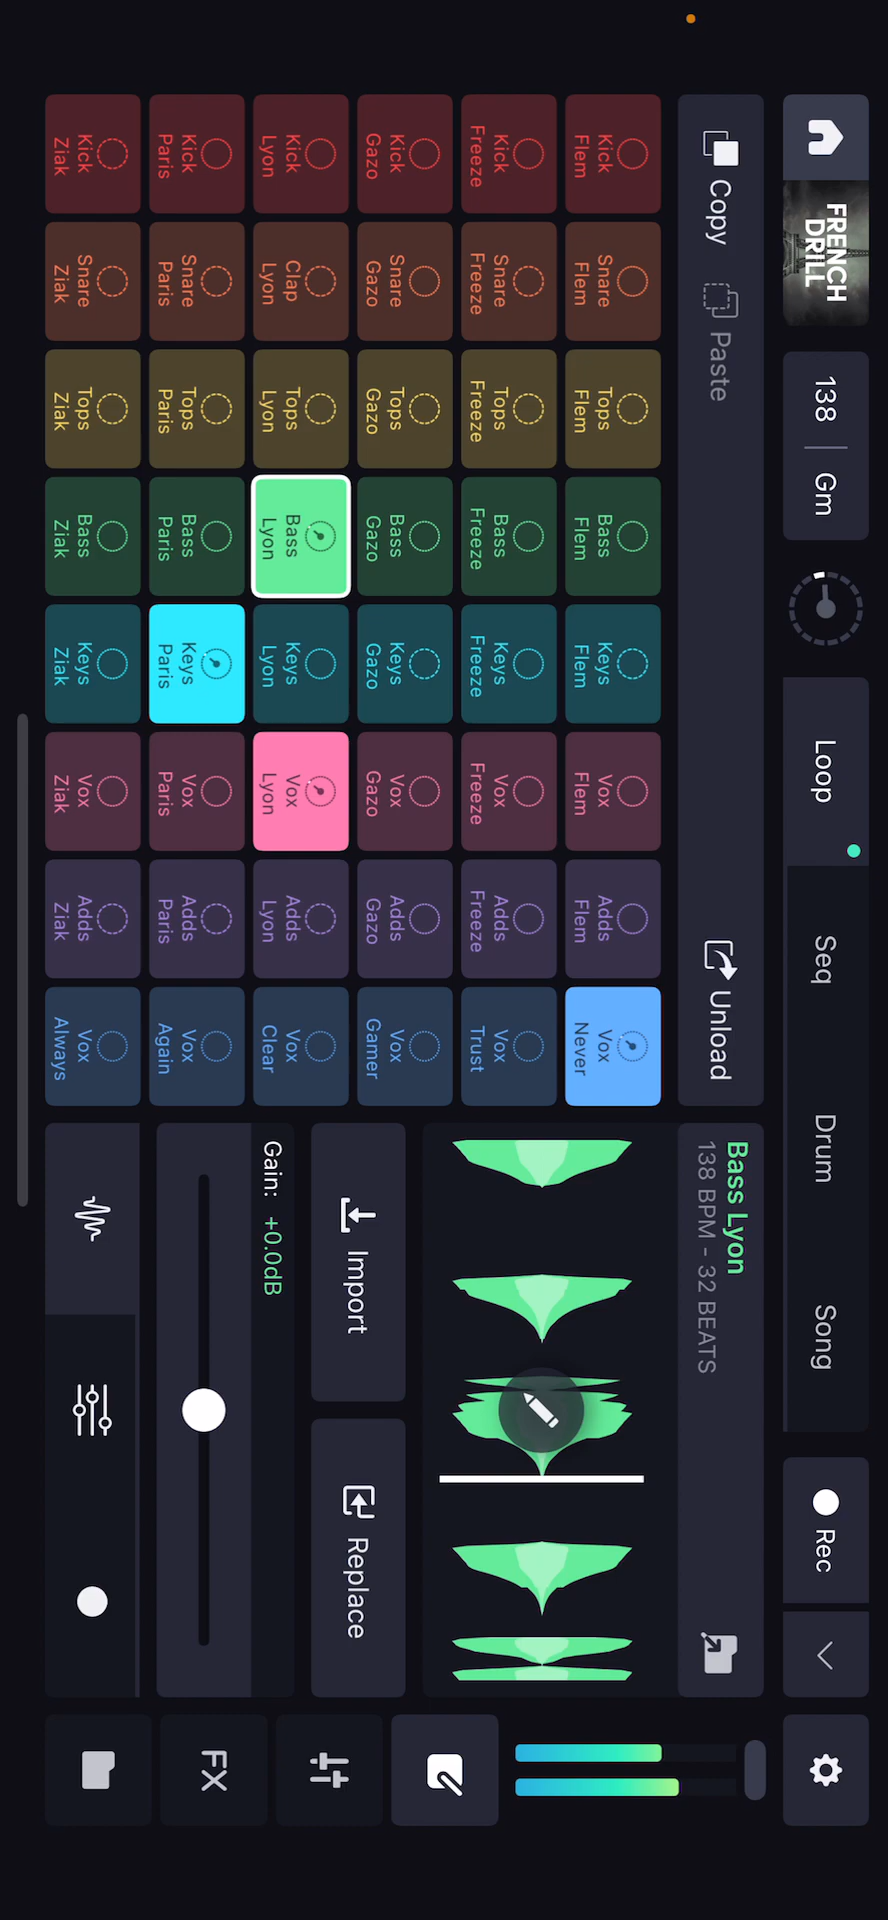 FRENCH
DRILL
138
Gm
Loop
Seq
Drum
Song
Rec
Copy
Paste
Unload
Bass Lyon
138 BPM - 32 BEATS
Kick
Flem
Snare
Flem
Tops
Flem
Bass
Flem
Keys
Flem
Vox
Flem
Adds
Flem
Vox
Never
Kick
Freeze
Snare
Freeze
Tops
Freeze
Bass
Freeze
Keys
Freeze
Vox
Freeze
Adds
Freeze
Vox
Trust
Kick
Gazo
Snare
Gazo
Tops
Gazo
Bass
Gazo
Keys
Gazo
Vox
Gazo
Adds
Gazo
Vox
Gamer
Kick
Lyon
Clap
Lyon
Tops
Lyon
Bass
Lyon
Keys
Lyon
Vox
Lyon
Adds
Lyon
Vox
Clear
Kick
Paris
Snare
Paris
Tops
Paris
Bass
Paris
Keys
Paris
Vox
Paris
Adds
Paris
Vox
Again
Kick
Ziak
Snare
Ziak
Tops
Ziak
Bass
Ziak
Keys
Ziak
Vox
Ziak
Adds
Ziak
Vox
Always
Import
Replace
Gain: +0.0dB
FX